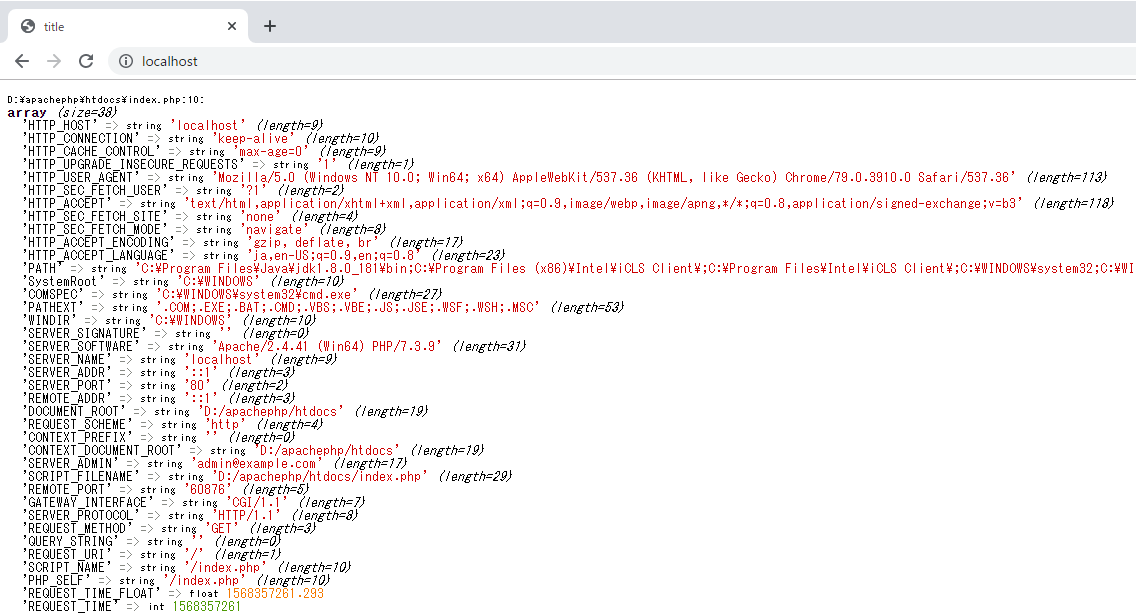 title
localhost
D:¥apachephp¥htdocs¥index.php:10:
array (size=38)
'HTTP_HOST' => string 'localhost' (length=9)
'HTTP_CONNECTION' => string 'keep-alive' (length=10)
'HTTP_CACHE_CONTROL' => string 'max-age=0' (length=9)
'HTTP_UPGRADE_INSECURE_REQUESTS' => string '1' (length=1)
'HTTP_USER_AGENT' => string 'Mozilla/5.0 (Windows NT 10.0; Win64; x64) AppleWebKit/537.36 (KHTML, like Gecko) Chrome/79.0.3910.0 Safari/537.36' (length=113)
'HTTP_SEC_FETCH_USER' => string '?1' (length=2)
'HTTP_ACCEPT' => string 'text/html,application/xhtml+xml,application/xml;q=0.9,image/webp,image/apng,*/*;q=0.8,application/signed-exchange;v=b3' (length=118)
'HTTP_SEC_FETCH_SITE' => string 'none' (length=4)
'HTTP_SEC_FETCH_MODE' => string 'navigate' (length=8)
'HTTP_ACCEPT_ENCODING' => string 'gzip, deflate, br' (length=17)
'HTTP_ACCEPT_LANGUAGE' => string 'ja,en-US;q=0.9,en;q=0.8' (length=23)
'PATH' => string 'C:¥Program Files¥Java¥jdk1.8.0_181¥bin;C:¥Program Files (x86)¥Intel¥iCLS Client¥;C:¥Program Files¥Intel¥iCLS Client¥;C:¥WINDOWS¥system32;C:¥WI
'SystemRoot' => string 'C:¥WINDOWS' (length=10)
'COMSPEC' => string 'C:¥WINDOWS¥system32¥cmd.exe' (length=27)
'PATHEXT' => string '.COM;.EXE;.BAT;.CMD;.VBS;.VBE;.JS;.JSE;.WSF;.WSH;.MSC' (length=53)
'WINDIR' => string 'C:¥WINDOWS' (length=10)
'SERVER_SIGNATURE' => string '' (length=0)
'SERVER_SOFTWARE' => string 'Apache/2.4.41 (Win64) PHP/7.3.9' (length=31)
'SERVER_NAME' => string 'localhost' (length=9)
'SERVER_ADDR' => string '::1' (length=3)
'SERVER_PORT' => string '80' (length=2)
'REMOTE_ADDR' => string '::1' (length=3)
'DOCUMENT_ROOT' => string 'D:/apachephp/htdocs' (length=19)
'REQUEST_SCHEME' => string 'http' (length=4)
'CONTEXT_PREFIX' => string '' (length=0)
'CONTEXT_DOCUMENT_ROOT' => string 'D:/apachephp/htdocs' (length=19)
'SERVER_ADMIN' => string 'admin@example.com' (length=17)
'SCRIPT_FILENAME' => string 'D:/apachephp/htdocs/index.php' (length=29)
'REMOTE_PORT' => string '60876' (length=5)
'GATEWAY_INTERFACE' => string 'CGI/1.1' (length=7)
'SERVER_PROTOCOL' => string 'HTTP/1.1' (length=8)
'REQUEST_METHOD' => string 'GET' (length=3)
'QUERY_STRING' => string '' (length=0)
'REQUEST_URI' => string '/' (length=1)
'SCRIPT_NAME' => string '/index.php' (length=10)
'PHP_SELF' => string '/index.php' (length=10)
'REQUEST_TIME_FLOAT' => float 1568357261.293
'REQUEST_TIME' => int 1568357261